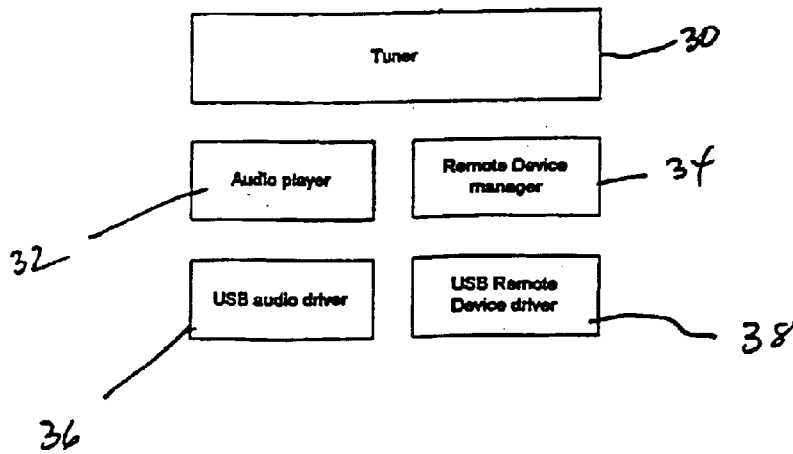 Tuner
30
Audio player
Remote Device
manager
34
32
USB audio driver
USB Remote
Device driver
38
36